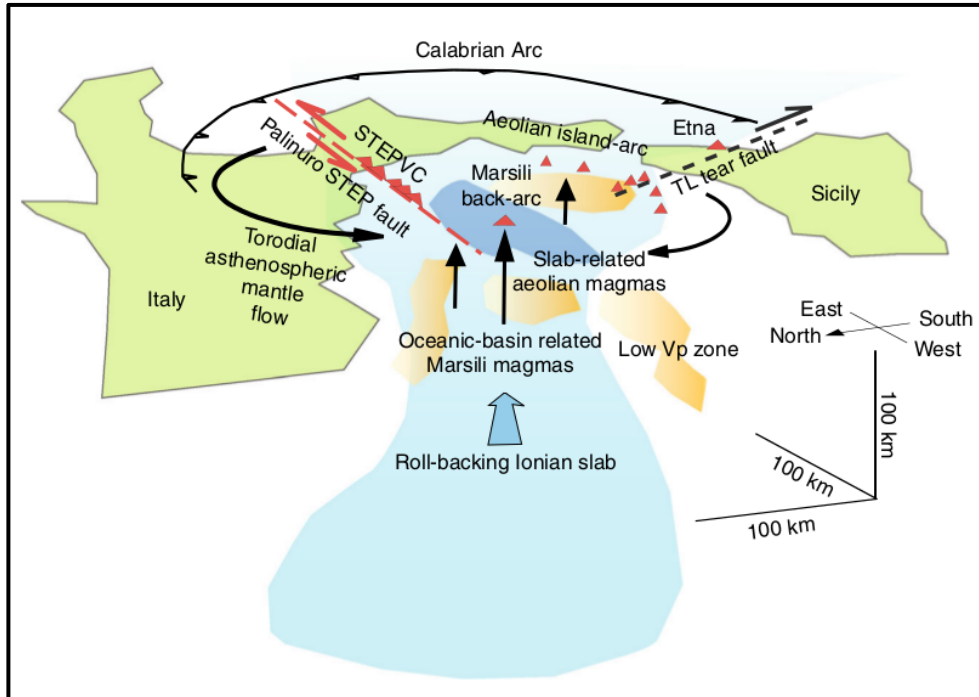 Calabrian Arc
Etna
Aeolian island-arc
STEPVC
Palinuro STEP fault
TL tear fault
Marsili
back-arc
Sicily
Torodial
asthenospheric
mantle
flow
Italy
Slab-related
aeolian magmas
East
North
South
West
Oceanic-basin related
Marsili magmas
Low Vp zone
Roll-backing Ionian slab
100 km
100 km
100 km